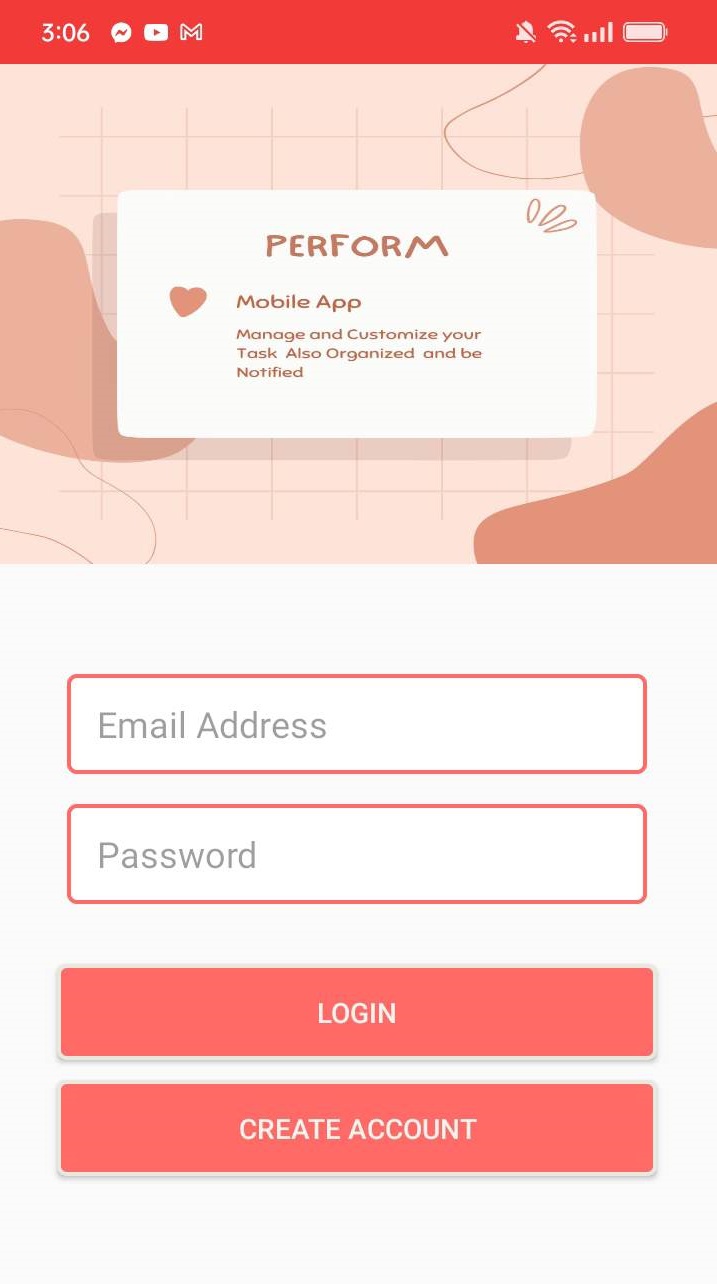 3:06
PERFORM
Mobile App
Manage and Customize your
Task Also Organized and be
Notified
Email Address
Password
LOGIN
CREATE ACCOUNT